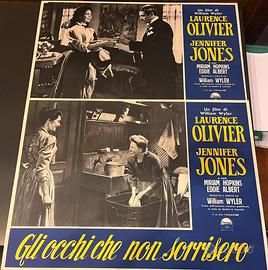 Un film di
William Wyler
LAURENCE
OLIVIER
JENNIFER
JONES
MIRIAM HOPKINS
EDDIE ALBERT
William WYLER
Un film di
William Wyler
LAURENCE
OLIVIER
JENNIFER
JONES
con
MIRIAM HOPKINS
EDDIE ALBERT
William WYLER
Gli occhi che non sorrisero